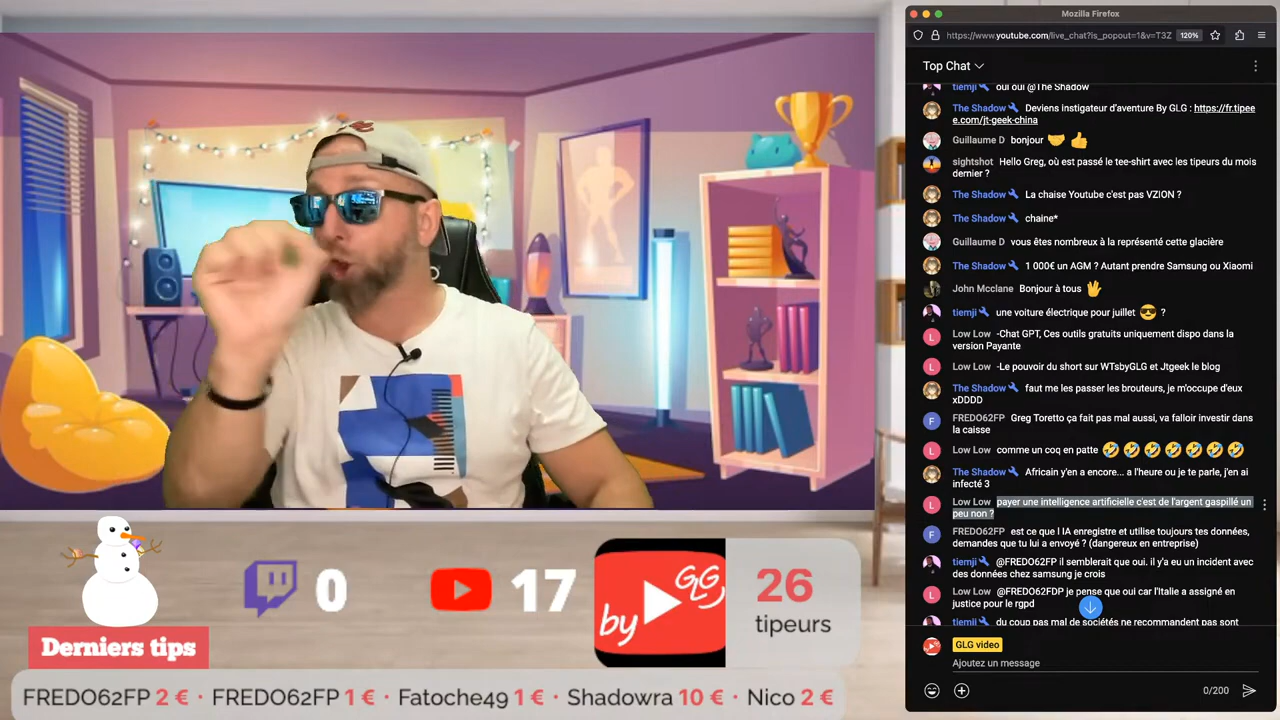 Mozilla Firefox
https://www.youtube.com/live_chat?is_popout=1&v=T3Z
120%
Top Chat
tiemji oui oui @The Shadow
The Shadow Deviens instigateur d'aventure By GLG : https://fr.tipee
e.com/jt-geek-china
Guillaume D bonjour 🤝 👍
sightshot Hello Greg, où est passé le tee-shirt avec les tipeurs du mois
dernier ?
The Shadow La chaise Youtube c'est pas VZION ?
The Shadow chaine*
Guillaume D vous êtes nombreux à la représenté cette glacière
The Shadow 1 000€ un AGM ? Autant prendre Samsung ou Xiaomi
John Mcclane Bonjour à tous 🖖
tiemji une voiture électrique pour juillet 😎 ?
L Low Low -Chat GPT, Ces outils gratuits uniquement dispo dans la
version Payante
L Low Low -Le pouvoir du short sur WTsbyGLG et Jtgeek le blog
The Shadow faut me les passer les brouteurs, je m'occupe d'eux
xDDDD
F FREDO62FP Greg Toretto ça fait pas mal aussi, va falloir investir dans
la caisse
L Low Low comme un coq en patte 🤣 🤣 🤣 🤣 🤣 🤣 🤣
The Shadow Africain y'en a encore... a l'heure ou je te parle, j'en ai
infecté 3
L Low Low payer une intelligence artificielle c'est de l'argent gaspillé un
peu non ?
F FREDO62FP est ce que l IA enregistre et utilise toujours tes données,
demandes que tu lui a envoyé ? (dangereux en entreprise)
tiemji @FREDO62FP il semblerait que oui. il y'a eu un incident avec
des données chez samsung je crois
L Low Low @FREDO62FDP je pense que oui car l'Italie a assigné en
justice pour le rgpd
tiemji du coup pas mal de sociétés ne recommandent pas sont
GLG video
Ajoutez un message
0/200
0
17
by GLG
26
tipeurs
Derniers tips
FREDO62FP 2 € · FREDO62FP 1 € · Fatoche49 1 € · Shadowra 10 € · Nico 2 €